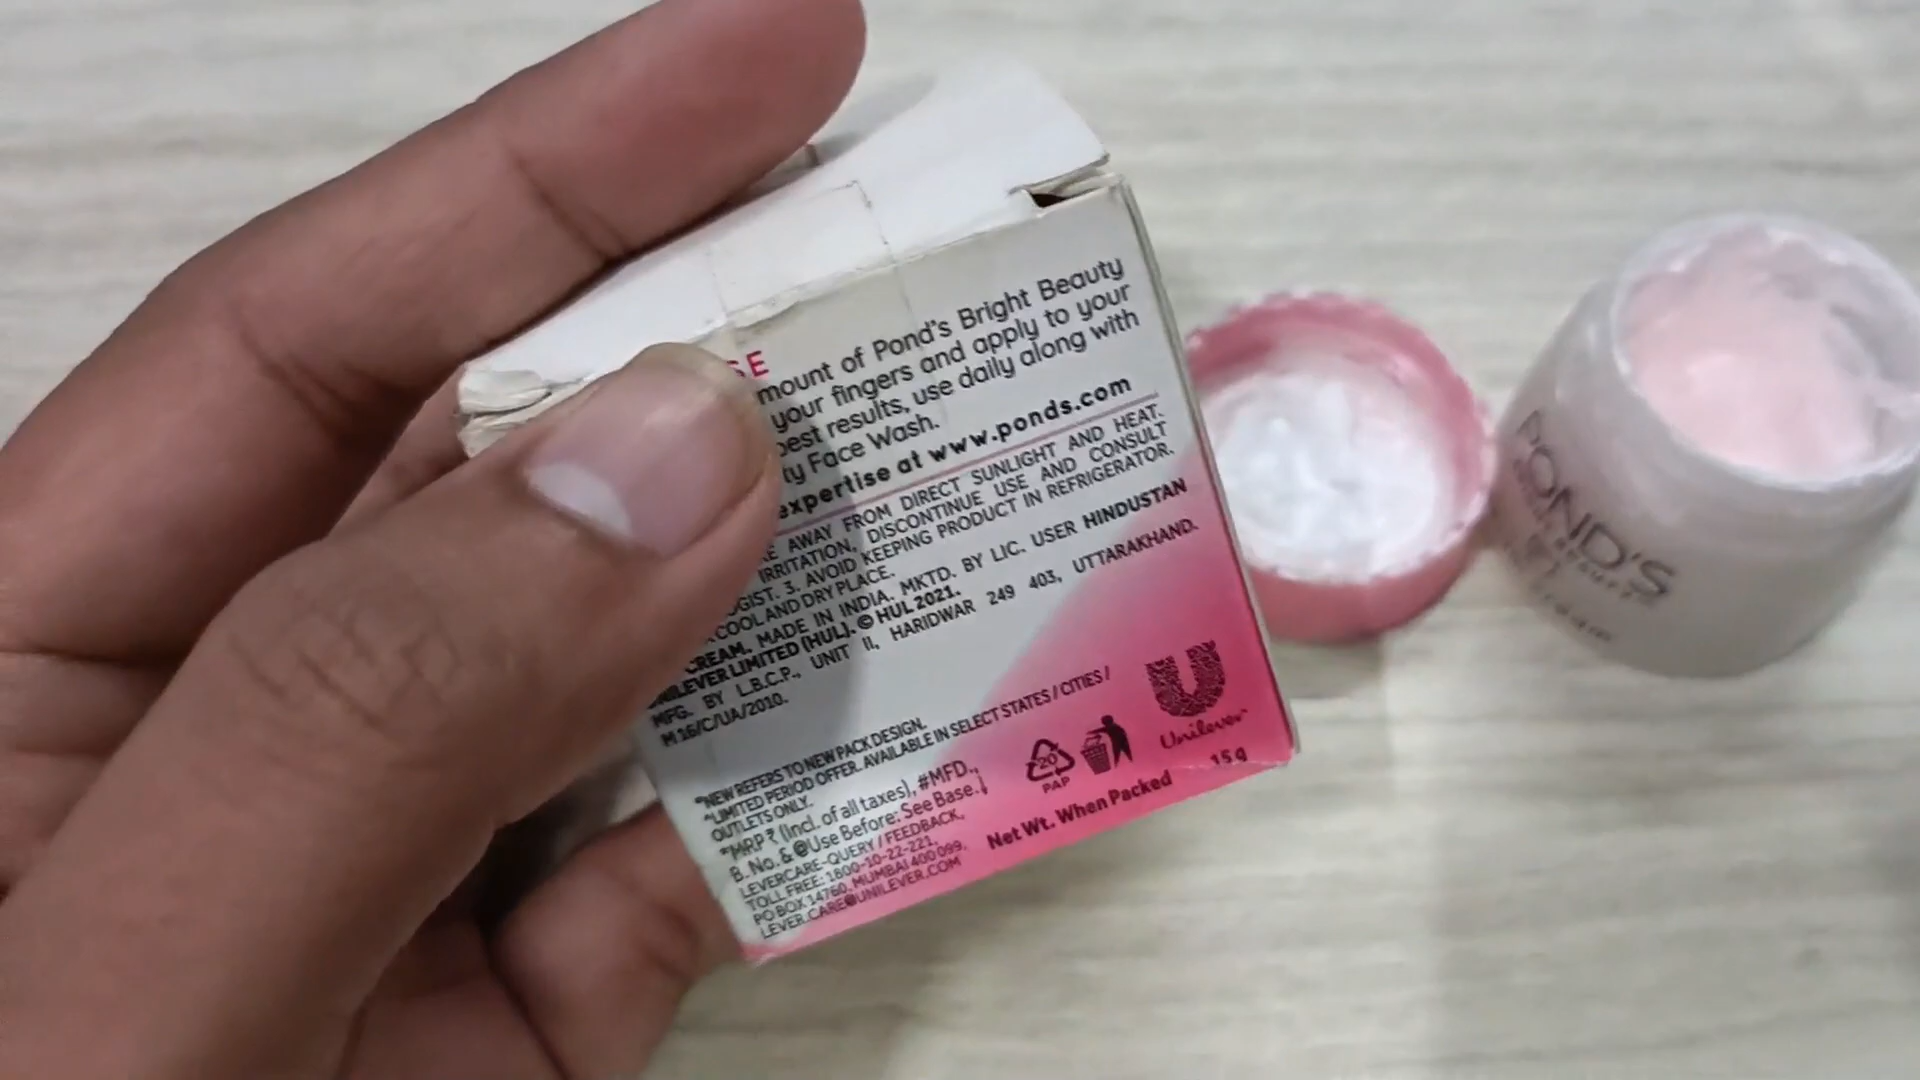 SE
mount of Pond's Bright Beauty
your fingers and apply to your
best results, use daily along with
ty Face Wash.
expertise at www.ponds.com
RE AWAY FROM DIRECT SUNLIGHT AND HEAT.
IRRITATION, DISCONTINUE USE AND CONSULT
OGIST. 3. AVOID KEEPING PRODUCT IN REFRIGERATOR.
COOL AND DRY PLACE.
CREAM. MADE IN INDIA. MKTD. BY LIC. USER HINDUSTAN
UNILEVER LIMITED (HUL). © HUL 2021.
MFG. BY L.B.C.P., UNIT II, HARIDWAR 249 403, UTTARAKHAND.
M 16/C/UA/2010.
*NEW REFERS TO NEW PACK DESIGN.
^LIMITED PERIOD OFFER. AVAILABLE IN SELECT STATES / CITIES /
OUTLETS ONLY.
*MRP ₹ (Incl. of all taxes), #MFD.,
B. No. & @Use Before: See Base.↓
LEVERCARE-QUERY / FEEDBACK,
TOLL FREE: 1800-10-22-221,
PO BOX 14760, MUMBAI 400 099.
LEVER.CARE@UNILEVER.COM
20
PAP
Unilever
Net Wt. When Packed 15 g
POND'S